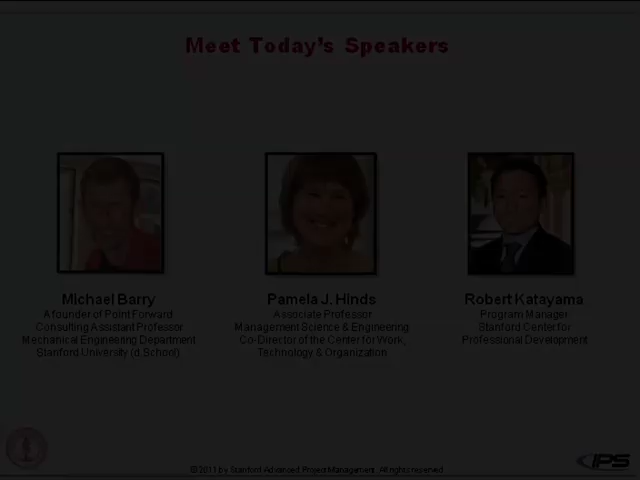 Meet Today's Speakers
Michael Barry
A founder of Point Forward
Consulting Assistant Professor
Mechanical Engineering Department
Stanford University (d.School)
Pamela J. Hinds
Associate Professor
Management Science & Engineering
Co-Director of the Center for Work,
Technology & Organization
Robert Katayama
Program Manager
Stanford Center for
Professional Development
© 2011 by Stanford Advanced Project Management. All rights reserved
IPS